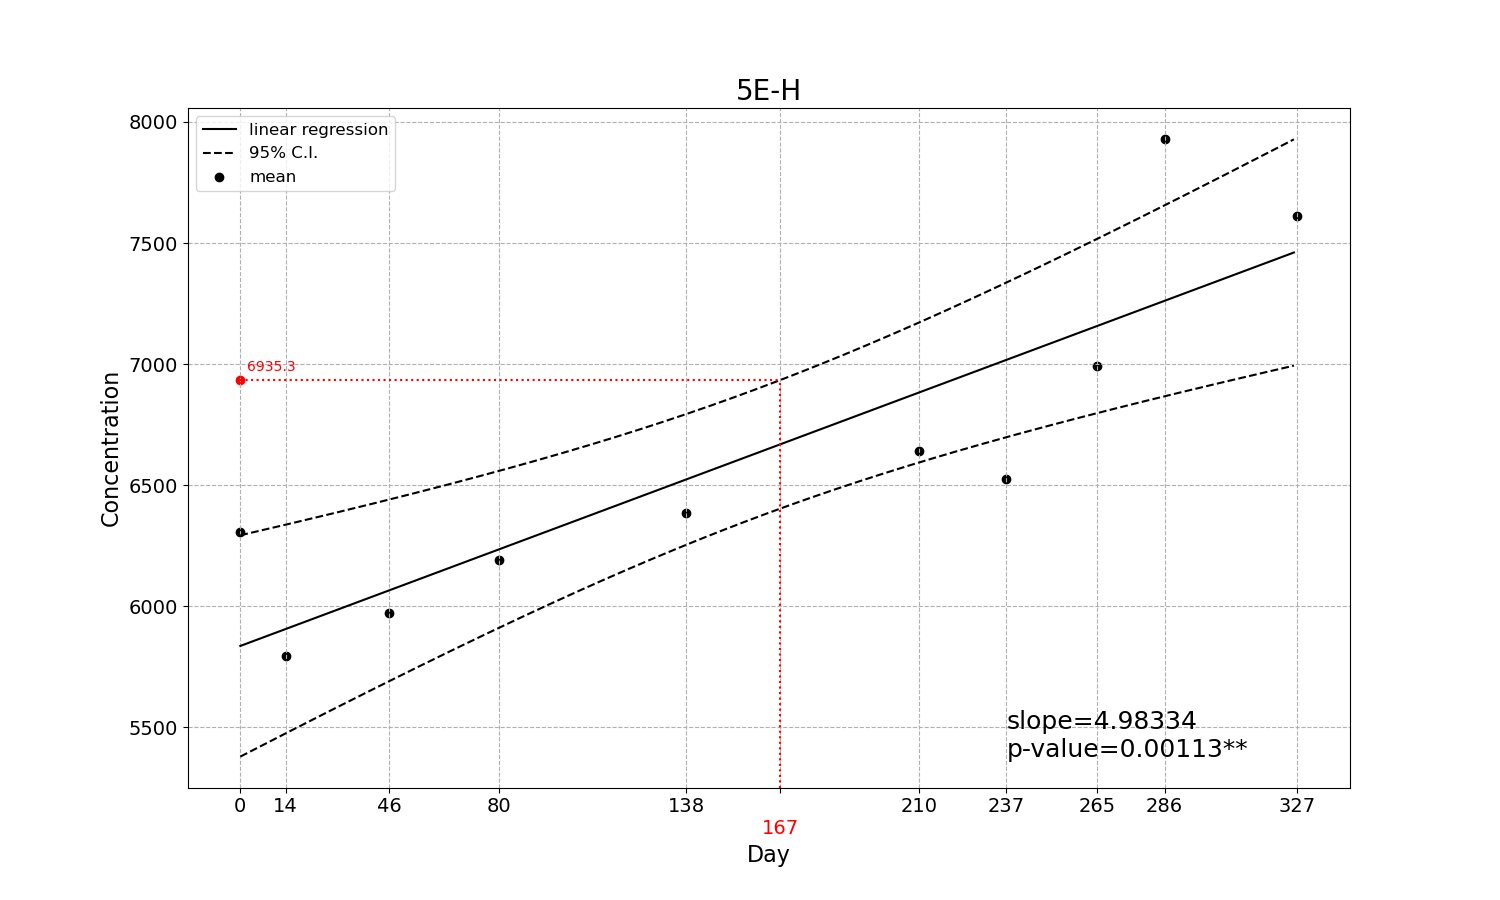 5E-H
linear regression
95% C.I.
mean
8000
7500
7000
6500
6000
5500
Concentration
6935.3
slope=4.98334
p-value=0.00113**
0 14 46 80 138 210 237 265 286 327
167
Day